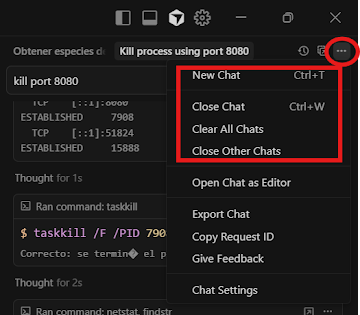 Obtener especies d
Kill process using port 8080
kill port 8080
New Chat Ctrl+T
TCP [::1]:8080
ESTABLISHED 7908
Close Chat Ctrl+W
TCP [::1]:51824
Clear All Chats
ESTABLISHED 15888
Close Other Chats
Thought for 1s
Open Chat as Editor
Ran command: taskkill
Export Chat
$ taskkill /F /PID 790
Copy Request ID
Correcto: se termin� el p
Give Feedback
Thought for 2s
Chat Settings
Ran command: netstat, findstr